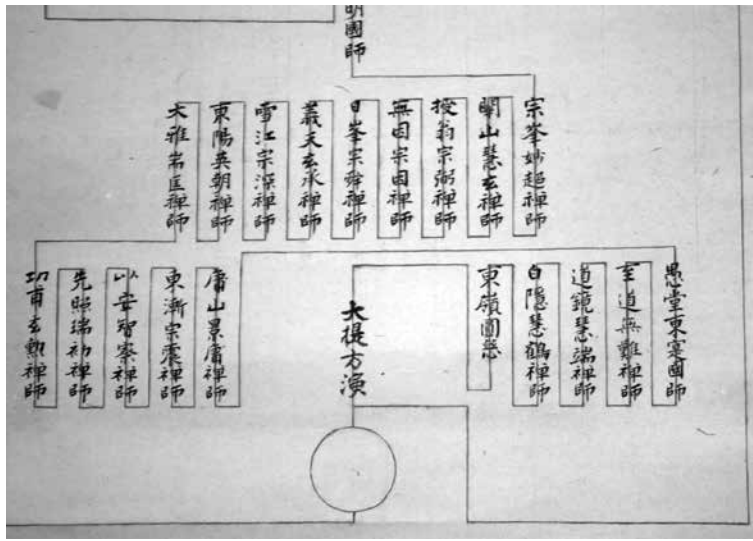 明國師
宗峯妙超禅師
關山慧玄禅師
授翁宗弼禅師
無因宗因禅師
日峯宗舜禅師
義天玄承禅師
雪江宗深禅師
東陽英朝禅師
大雅耑匡禅師
愚堂東寔國師
至道無難禅師
道鏡慧端禅師
白隱慧鶴禅師
東嶺圓慈
大提方演
庸山景庸禅師
東漸宗震禅師
以安智察禅師
先照瑞初禅師
功甫玄勲禅師